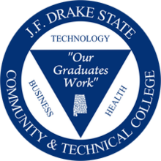 J.F. DRAKE STATE
TECHNOLOGY
"Our
Graduates
Work"
BUSINESS
HEALTH
COMMUNITY & TECHNICAL COLLEGE